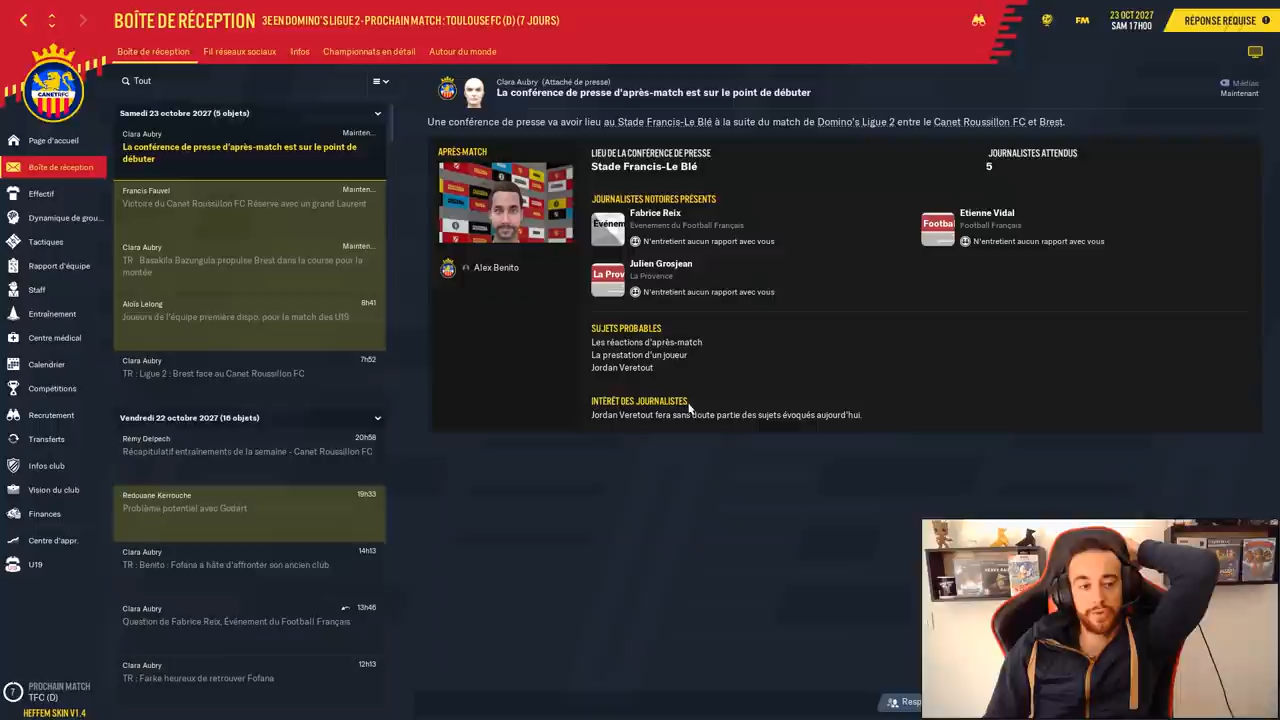 BOÎTE DE RÉCEPTION
3E EN DOMINO'S LIGUE 2 - PROCHAIN MATCH : TOULOUSE FC (D) (7 JOURS)
FM
23 OCT 2027
SAM 17H00
RÉPONSE REQUISE
Boîte de réception
Fil réseaux sociaux
Infos
Championnats en détail
Autour du monde
CANET RFC
Page d'accueil
Boîte de réception
Effectif
Dynamique de grou...
Tactiques
Rapport d'équipe
Staff
Entraînement
Centre médical
Calendrier
Compétitions
Recrutement
Transferts
Infos club
Vision du club
Finances
Centre d'appr.
U19
7
PROCHAIN MATCH
TFC (D)
HEFFEM SKIN V1.4
Tout
Samedi 23 octobre 2027 (5 objets)
Clara Aubry
Mainten...
La conférence de presse d'après-match est sur le point de
débuter
Francis Fauvel
Mainten...
Victoire du Canet Roussillon FC Réserve avec un grand Laurent
Clara Aubry
Mainten...
TR : Basakila Bazungula propulse Brest dans la course pour la
montée
Aloïs Lelong
8h41
Joueurs de l'équipe première dispo. pour le match des U19
Clara Aubry
7h52
TR : Ligue 2 : Brest face au Canet Roussillon FC
Vendredi 22 octobre 2027 (16 objets)
Rémy Delpech
20h58
Récapitulatif entraînements de la semaine - Canet Roussillon FC
Redouane Kerrouche
19h33
Problème potentiel avec Godart
Clara Aubry
14h13
TR : Benito : Fofana a hâte d'affronter son ancien club
Clara Aubry
13h46
Question de Fabrice Reix, Événement du Football Français
Clara Aubry
12h13
TR : Farke heureux de retrouver Fofana
Clara Aubry (Attaché de presse)
La conférence de presse d'après-match est sur le point de débuter
Médias
Maintenant
Une conférence de presse va avoir lieu au Stade Francis-Le Blé à la suite du match de Domino's Ligue 2 entre le Canet Roussillon FC et Brest.
APRÈS-MATCH
Alex Benito
LIEU DE LA CONFÉRENCE DE PRESSE
Stade Francis-Le Blé
JOURNALISTES ATTENDUS
5
JOURNALISTES NOTOIRES PRÉSENTS
Événem
Fabrice Reix
Evenement du Football Français
N'entretient aucun rapport avec vous
Footbal
Etienne Vidal
Football Français
N'entretient aucun rapport avec vous
La Prov
Julien Grosjean
La Provence
N'entretient aucun rapport avec vous
SUJETS PROBABLES
Les réactions d'après-match
La prestation d'un joueur
Jordan Veretout
INTÉRÊT DES JOURNALISTES
Jordan Veretout fera sans doute partie des sujets évoqués aujourd'hui.
Resp